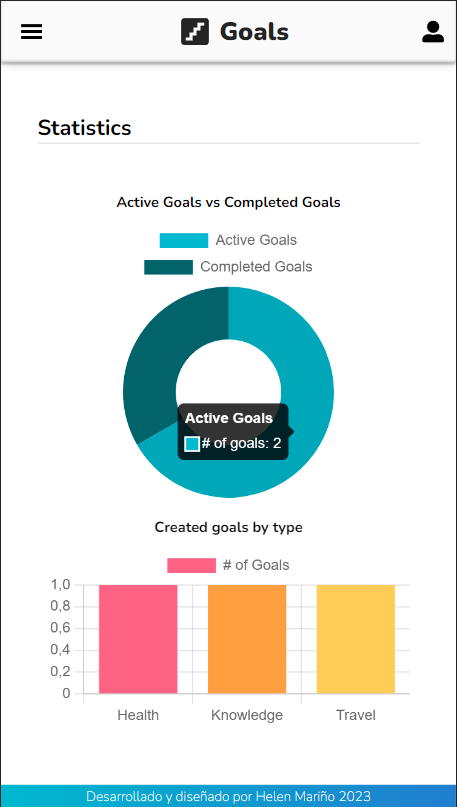 Goals
Statistics
Active Goals vs Completed Goals
Active Goals
Completed Goals
Active Goals
# of goals: 2
Created goals by type
# of Goals
1,0
0,8
0,6
0,4
0,2
0
Health Knowledge Travel
Desarrollado y diseñado por Helen Mariño 2023